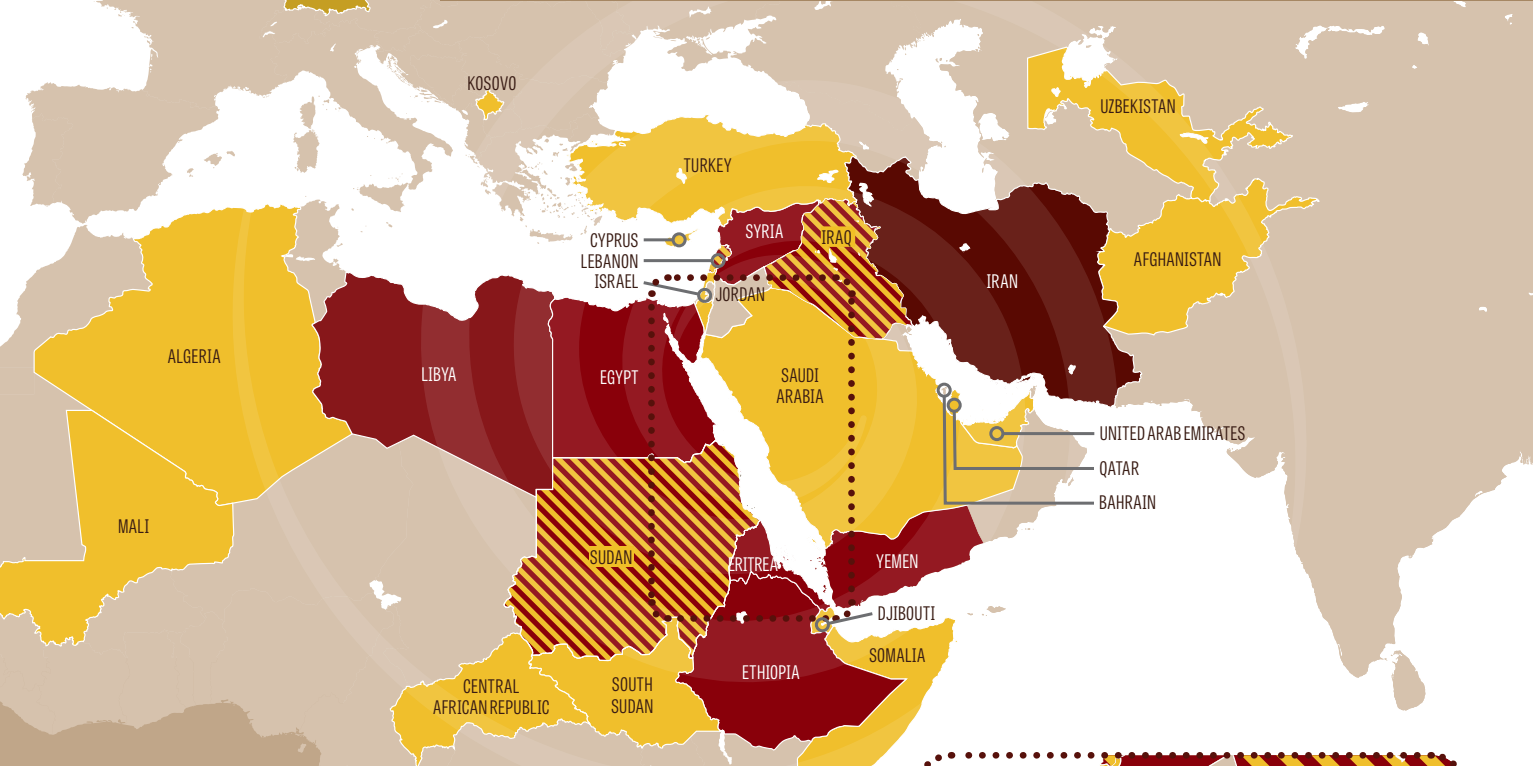 KOSOVO
UZBEKISTAN
TURKEY
SYRIA
IRAQ
CYPRUS
LEBANON
ISRAEL
JORDAN
IRAN
AFGHANISTAN
ALGERIA
LIBYA
EGYPT
SAUDI
ARABIA
UNITED ARAB EMIRATES
QATAR
BAHRAIN
MALI
SUDAN
ERITREA
YEMEN
DJIBOUTI
SOMALIA
ETHIOPIA
CENTRAL
AFRICAN REPUBLIC
SOUTH
SUDAN